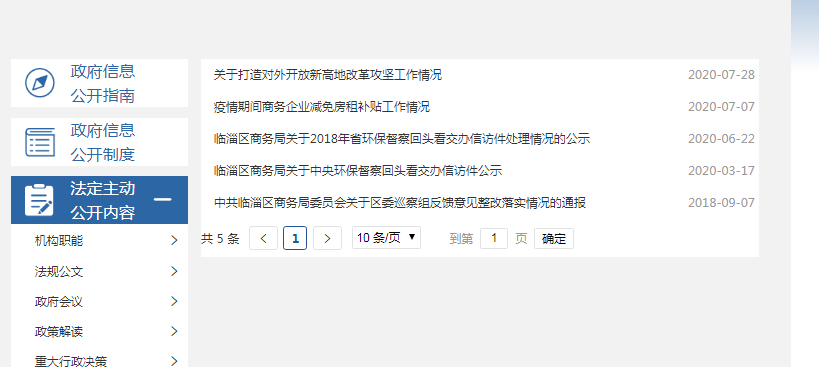 政府信息
公开指南
政府信息
公开制度
法定主动
公开内容
机构职能
法规公文
政府会议
政策解读
重大行政决策
关于打造对外开放新高地改革攻坚工作情况 2020-07-28
疫情期间商务企业减免房租补贴工作情况 2020-07-07
临淄区商务局关于2018年省环保督察回头看交办信访件处理情况的公示 2020-06-22
临淄区商务局关于中央环保督察回头看交办信访件公示 2020-03-17
中共临淄区商务局委员会关于区委巡察组反馈意见整改落实情况的通报 2018-09-07
共 5 条 1 10 条/页 到第 1 页 确定